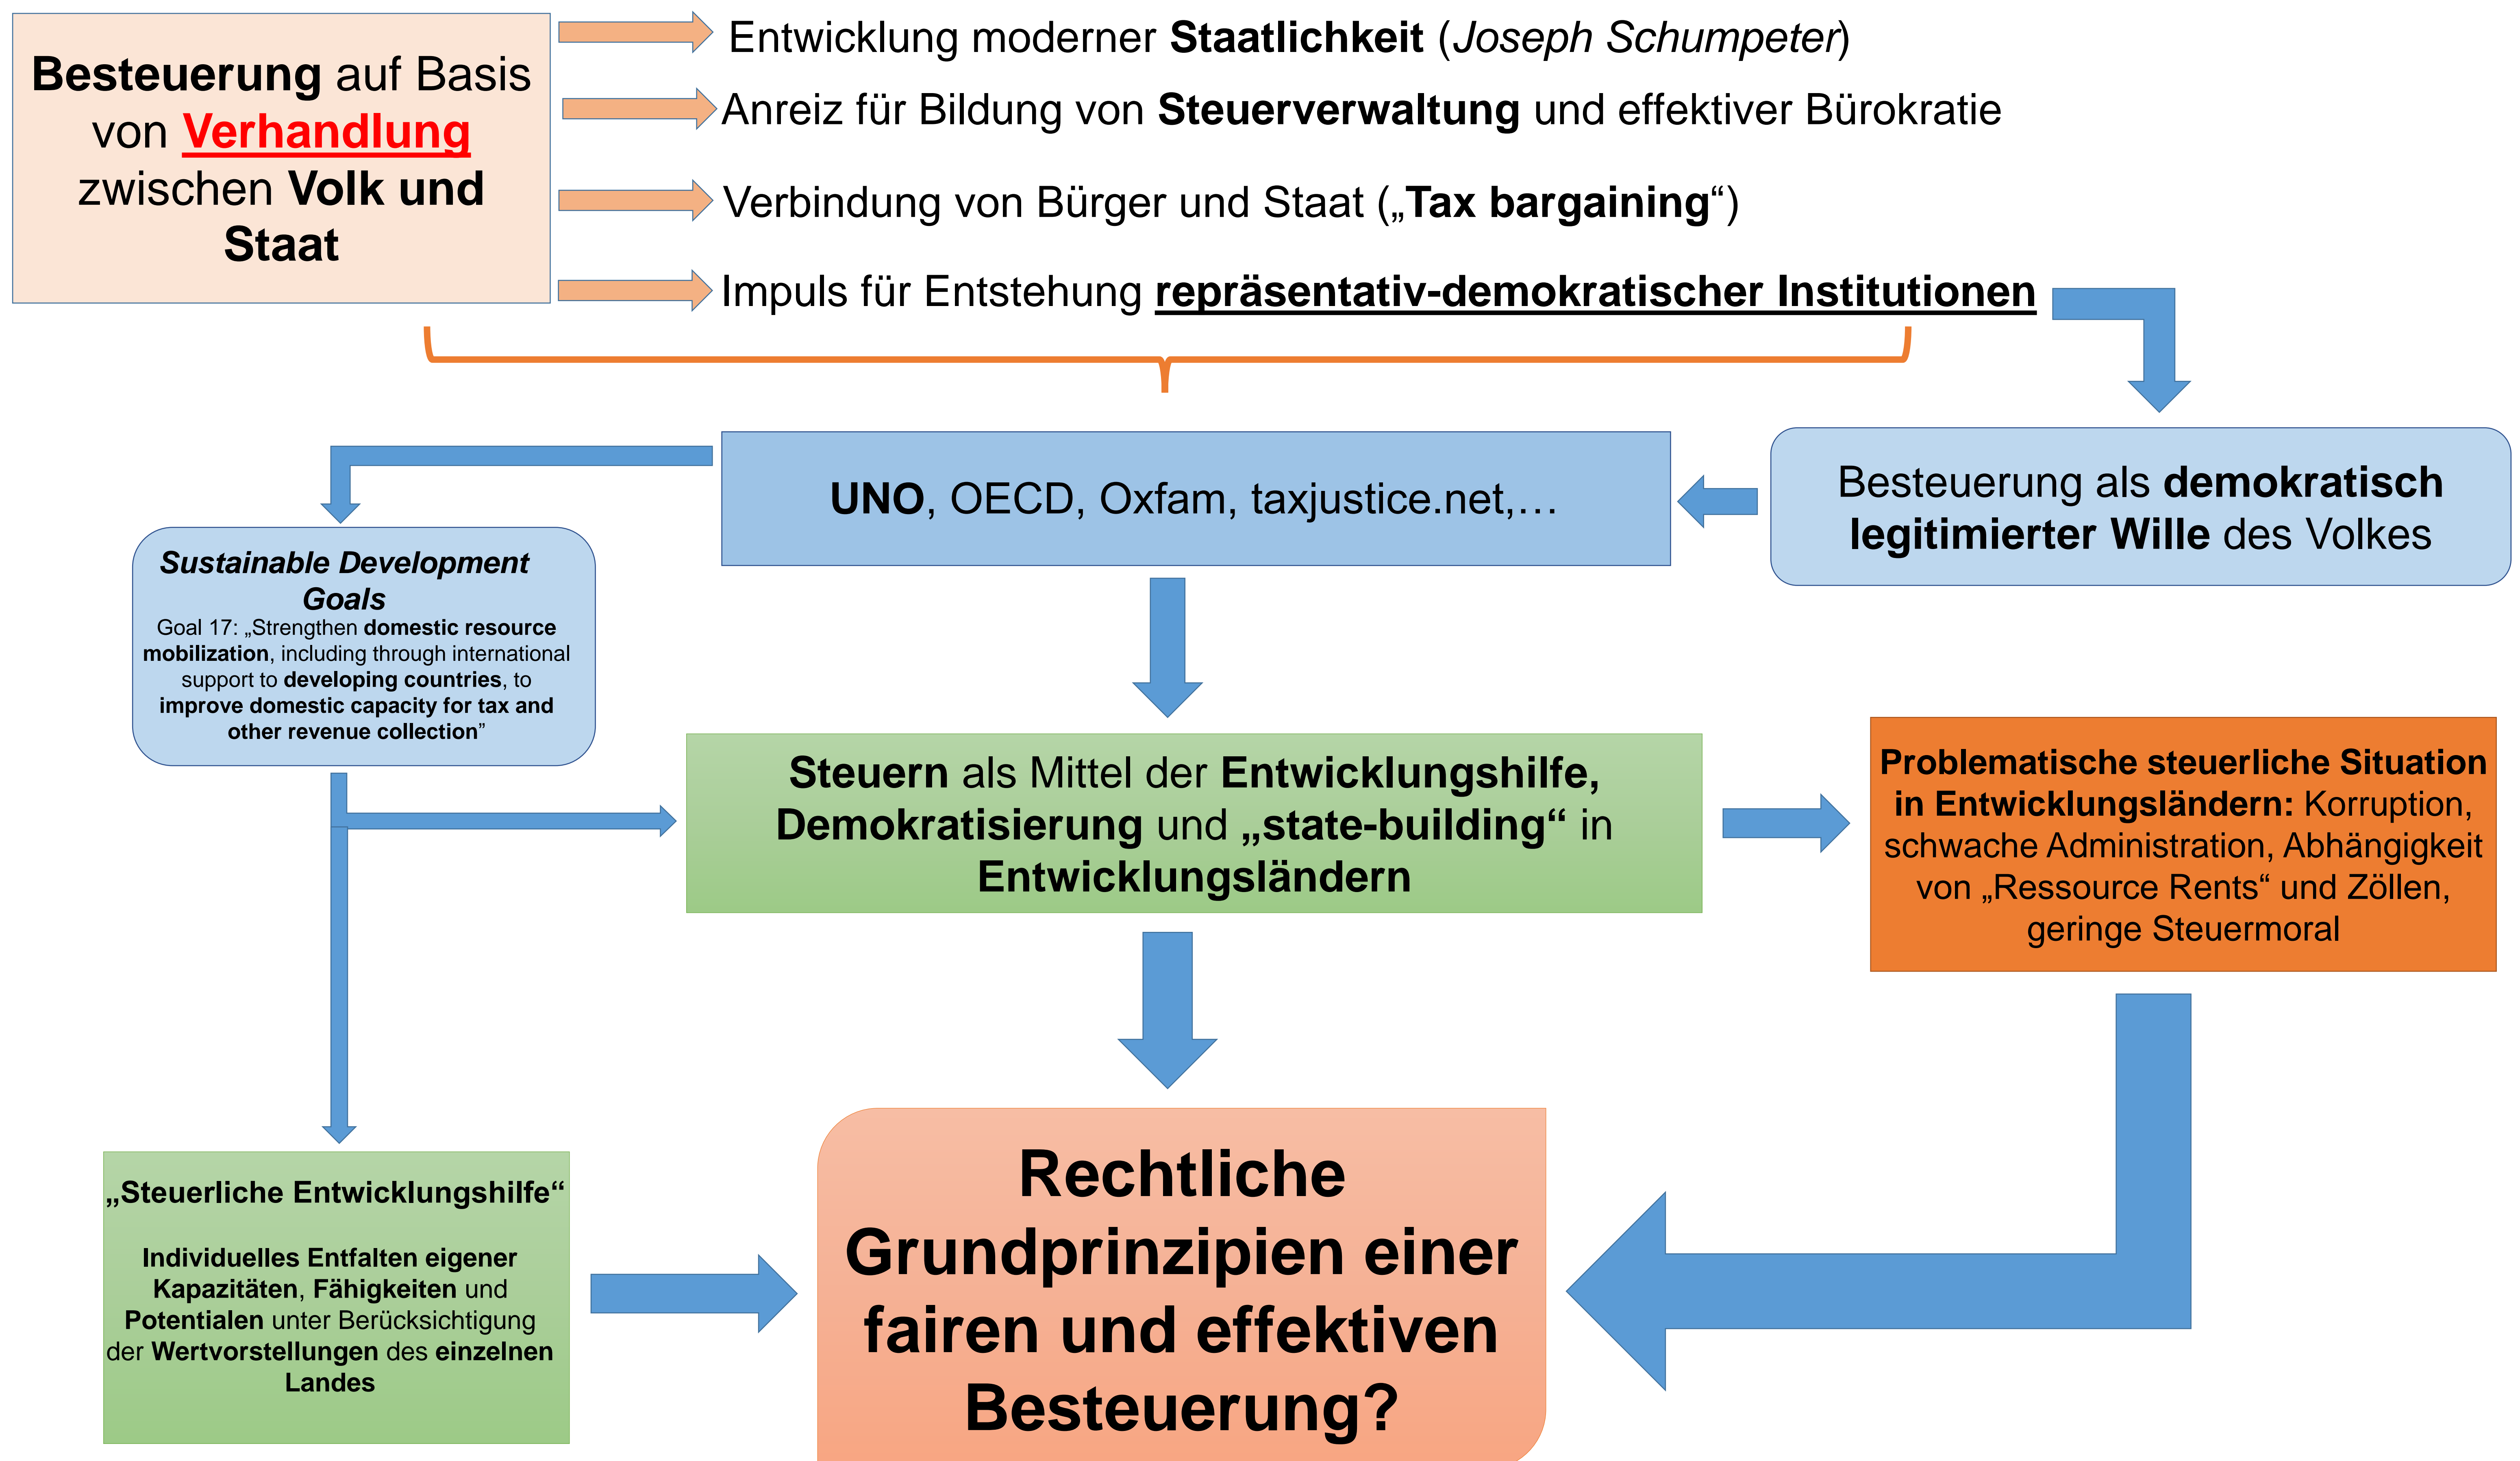 Besteuerung auf Basis
von Verhandlung
zwischen Volk und
Staat
Entwicklung moderner Staatlichkeit (Joseph Schumpeter)
Anreiz für Bildung von Steuerverwaltung und effektiver Bürokratie
Verbindung von Bürger und Staat („Tax bargaining“)
Impuls für Entstehung repräsentativ-demokratischer Institutionen
UNO, OECD, Oxfam, taxjustice.net,…
Besteuerung als demokratisch
legitimierter Wille des Volkes
Sustainable Development
Goals
Goal 17: „Strengthen domestic resource
mobilization, including through international
support to developing countries, to
improve domestic capacity for tax and
other revenue collection”
Steuern als Mittel der Entwicklungshilfe,
Demokratisierung und „state-building“ in
Entwicklungsländern
Problematische steuerliche Situation
in Entwicklungsländern: Korruption,
schwache Administration, Abhängigkeit
von „Ressource Rents“ und Zöllen,
geringe Steuermoral
„Steuerliche Entwicklungshilfe“
Individuelles Entfalten eigener
Kapazitäten, Fähigkeiten und
Potentialen unter Berücksichtigung
der Wertvorstellungen des einzelnen
Landes
Rechtliche
Grundprinzipien einer
fairen und effektiven
Besteuerung?